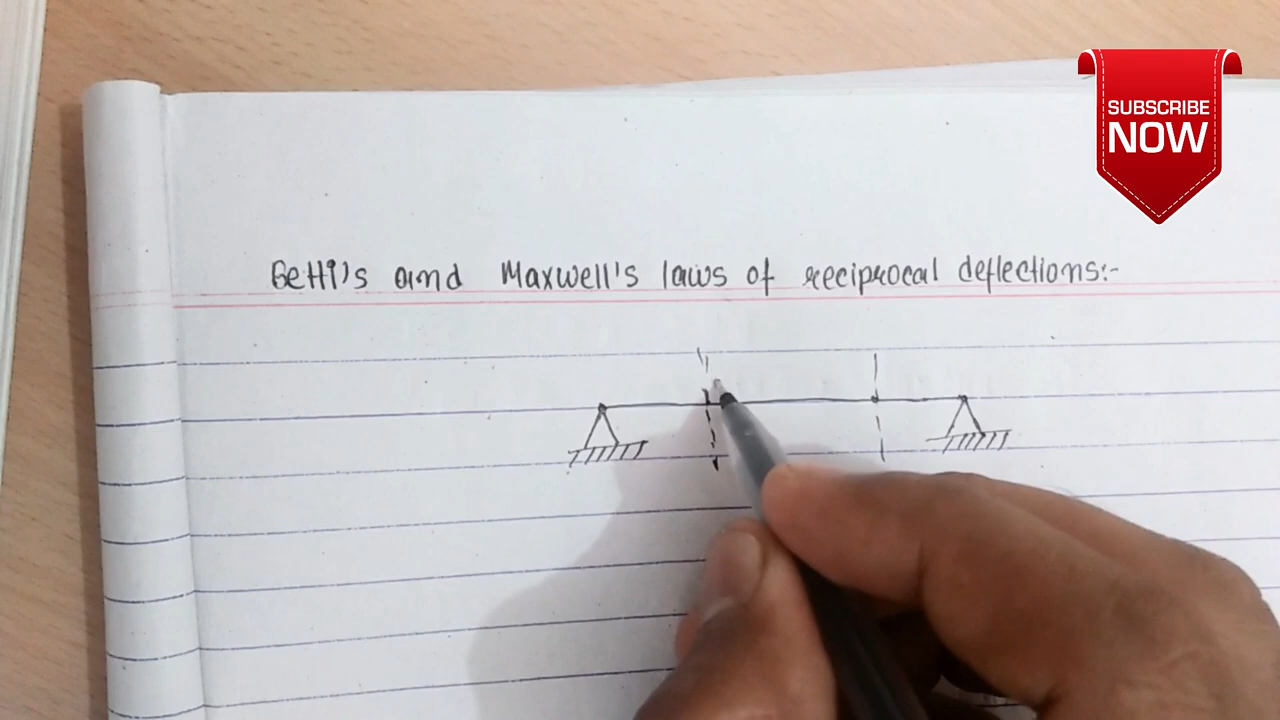 Betti's and Maxwell's laws of reciprocal deflections:-
SUBSCRIBE
NOW